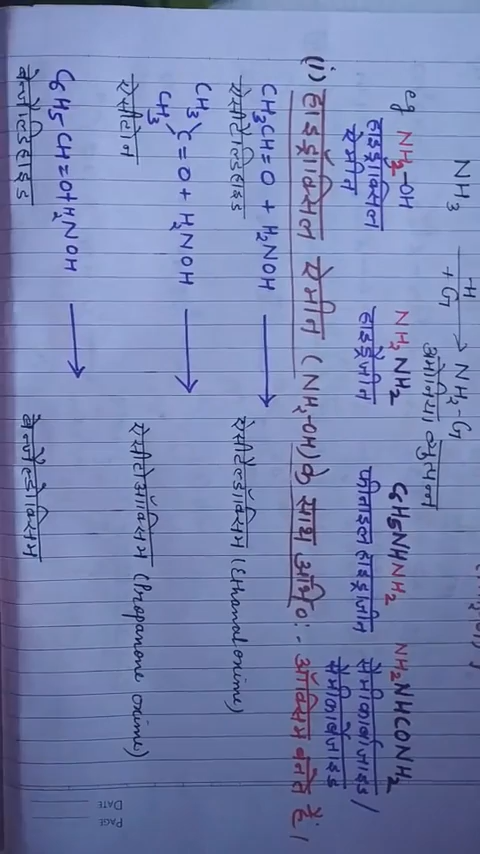 NH3 -H/+G → NH2-G
अमोनिया व्युत्पन्न
eg NH2-OH NH2NH2 C6H5NHNH2 NH2NHCONH2
हाइड्रॉक्सिल ऐमीन हाइड्रेजीन फेनिल हाइड्रेजीन सेमीकार्बाजाइड /
सेमीकार्बेजाइड
(i) हाइड्रॉक्सिल ऐमीन (NH2-OH) के साथ अभि०:- ऑक्सिम बनते हैं।
CH3CH=O + H2NOH → ऐसीटेल्डॉक्सिम (Ethanal oxime)
ऐसीटेल्डिहाइड
CH3
CH3 C=O + H2NOH → ऐसीटोऑक्सिम (Propanone oxime)
ऐसीटोन
C6H5CH=O+H2NOH → बेन्जेल्डॉक्सिम
बेन्जेल्डिहाइड
PAGE
DATE